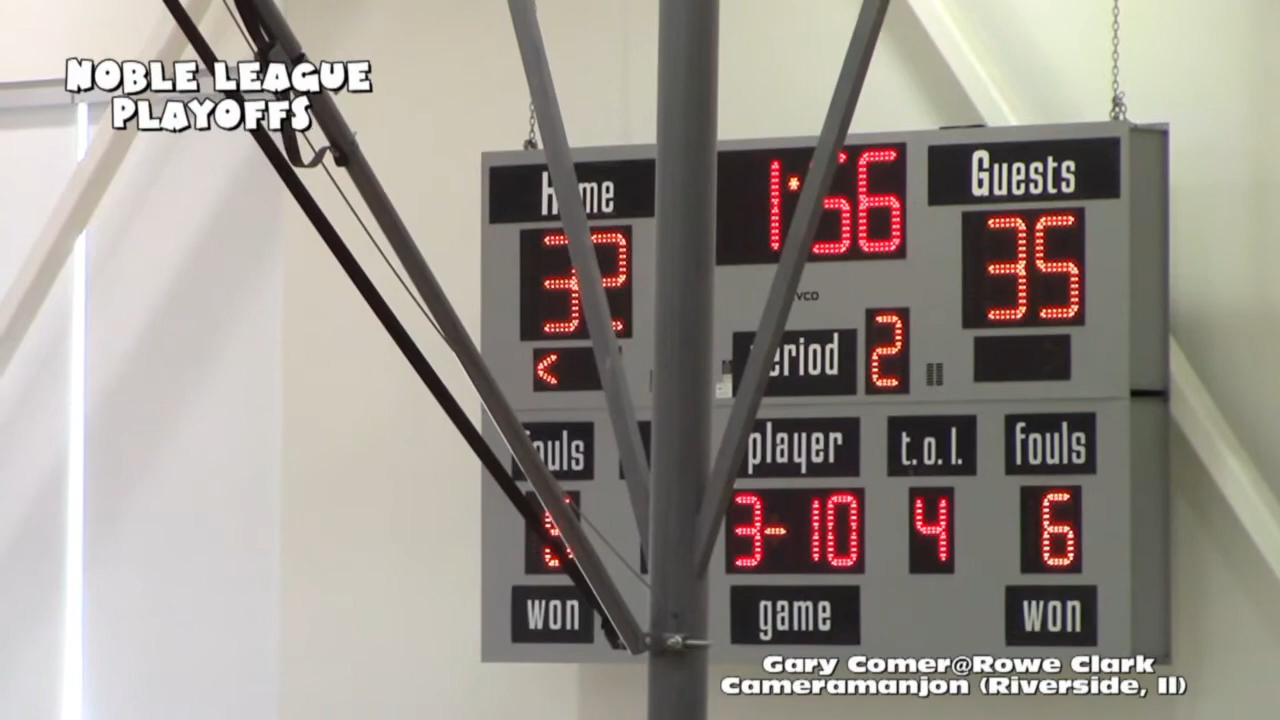 NOBLE LEAGUE
PLAYOFFS
1:56
Guests
32
35
2
player
t.o.l.
fouls
3-10
4
6
won
game
won
Gary Comer@Rowe Clark
Cameramanjon (Riverside, Il)